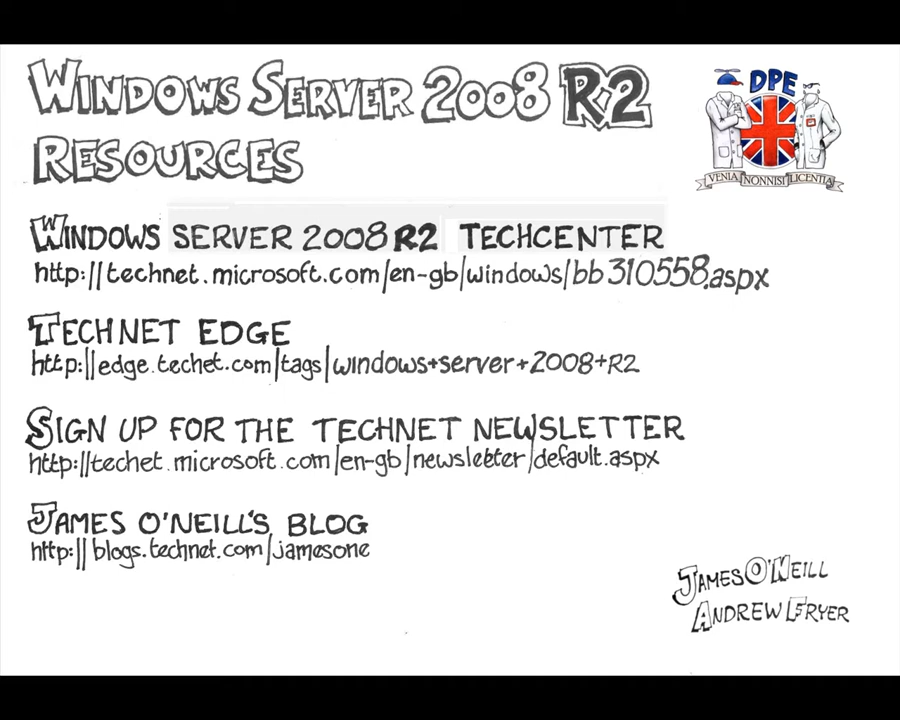 WINDOWS SERVER 2008 R2
RESOURCES
DPE
VENIA NONNISI LICENTIA
WINDOWS SERVER 2008 R2 TECHCENTER
http://technet.microsoft.com/en-gb/windows/bb310558.aspx
TECHNET EDGE
http://edge.techet.com/tags/windows+server+2008+R2
SIGN UP FOR THE TECHNET NEWSLETTER
http://techet.microsoft.com/en-gb/newsletter/default.aspx
JAMES O'NEILL'S BLOG
http://blogs.technet.com/jamesone
JAMES O'NEILL
ANDREW FRYER